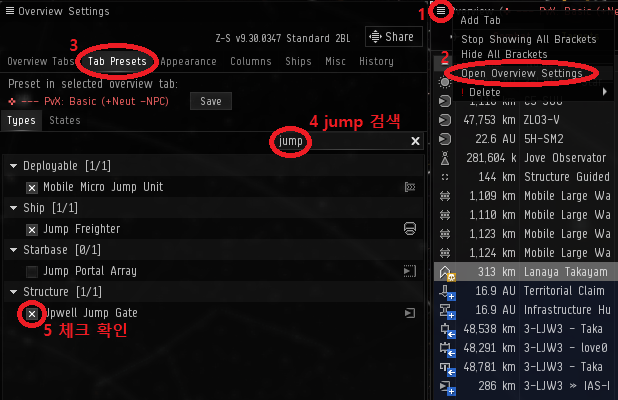 Overview Settings
Z-S v9.30.0347 Standard 2BL
Share
3
Overview Tabs Tab Presets Appearance Columns Ships Misc History
Preset in selected overview tab:
PvX: Basic (+Neut -NPC)
Save
Types States
4 jump 검색
jump
Deployable [1/1]
Mobile Micro Jump Unit
Ship [1/1]
Jump Freighter
Starbase [0/1]
Jump Portal Array
Structure [1/1]
Upwell Jump Gate
5 체크 확인
1
PvX: Basic (+Neut
Add Tab
Stop Showing All Brackets
Hide All Brackets
2
Open Overview Settings
! Delete
47,753 km ZLO3-V
22.6 AU 5H-SM2
281,604 k Jove Observator
144 km Structure Guided
1,109 km Mobile Large Wa
1,110 km Mobile Large Wa
1,123 km Mobile Large Wa
1,124 km Mobile Large Wa
313 km Lanaya Takayam
16.9 AU Territorial Claim
16.9 AU Infrastructure Hu
48,538 km 3-LJW3 - Taka
48,291 km 3-LJW3 - love0
48,781 km 3-LJW3 - Taka
286 km 3-LJW3 » IAS-I